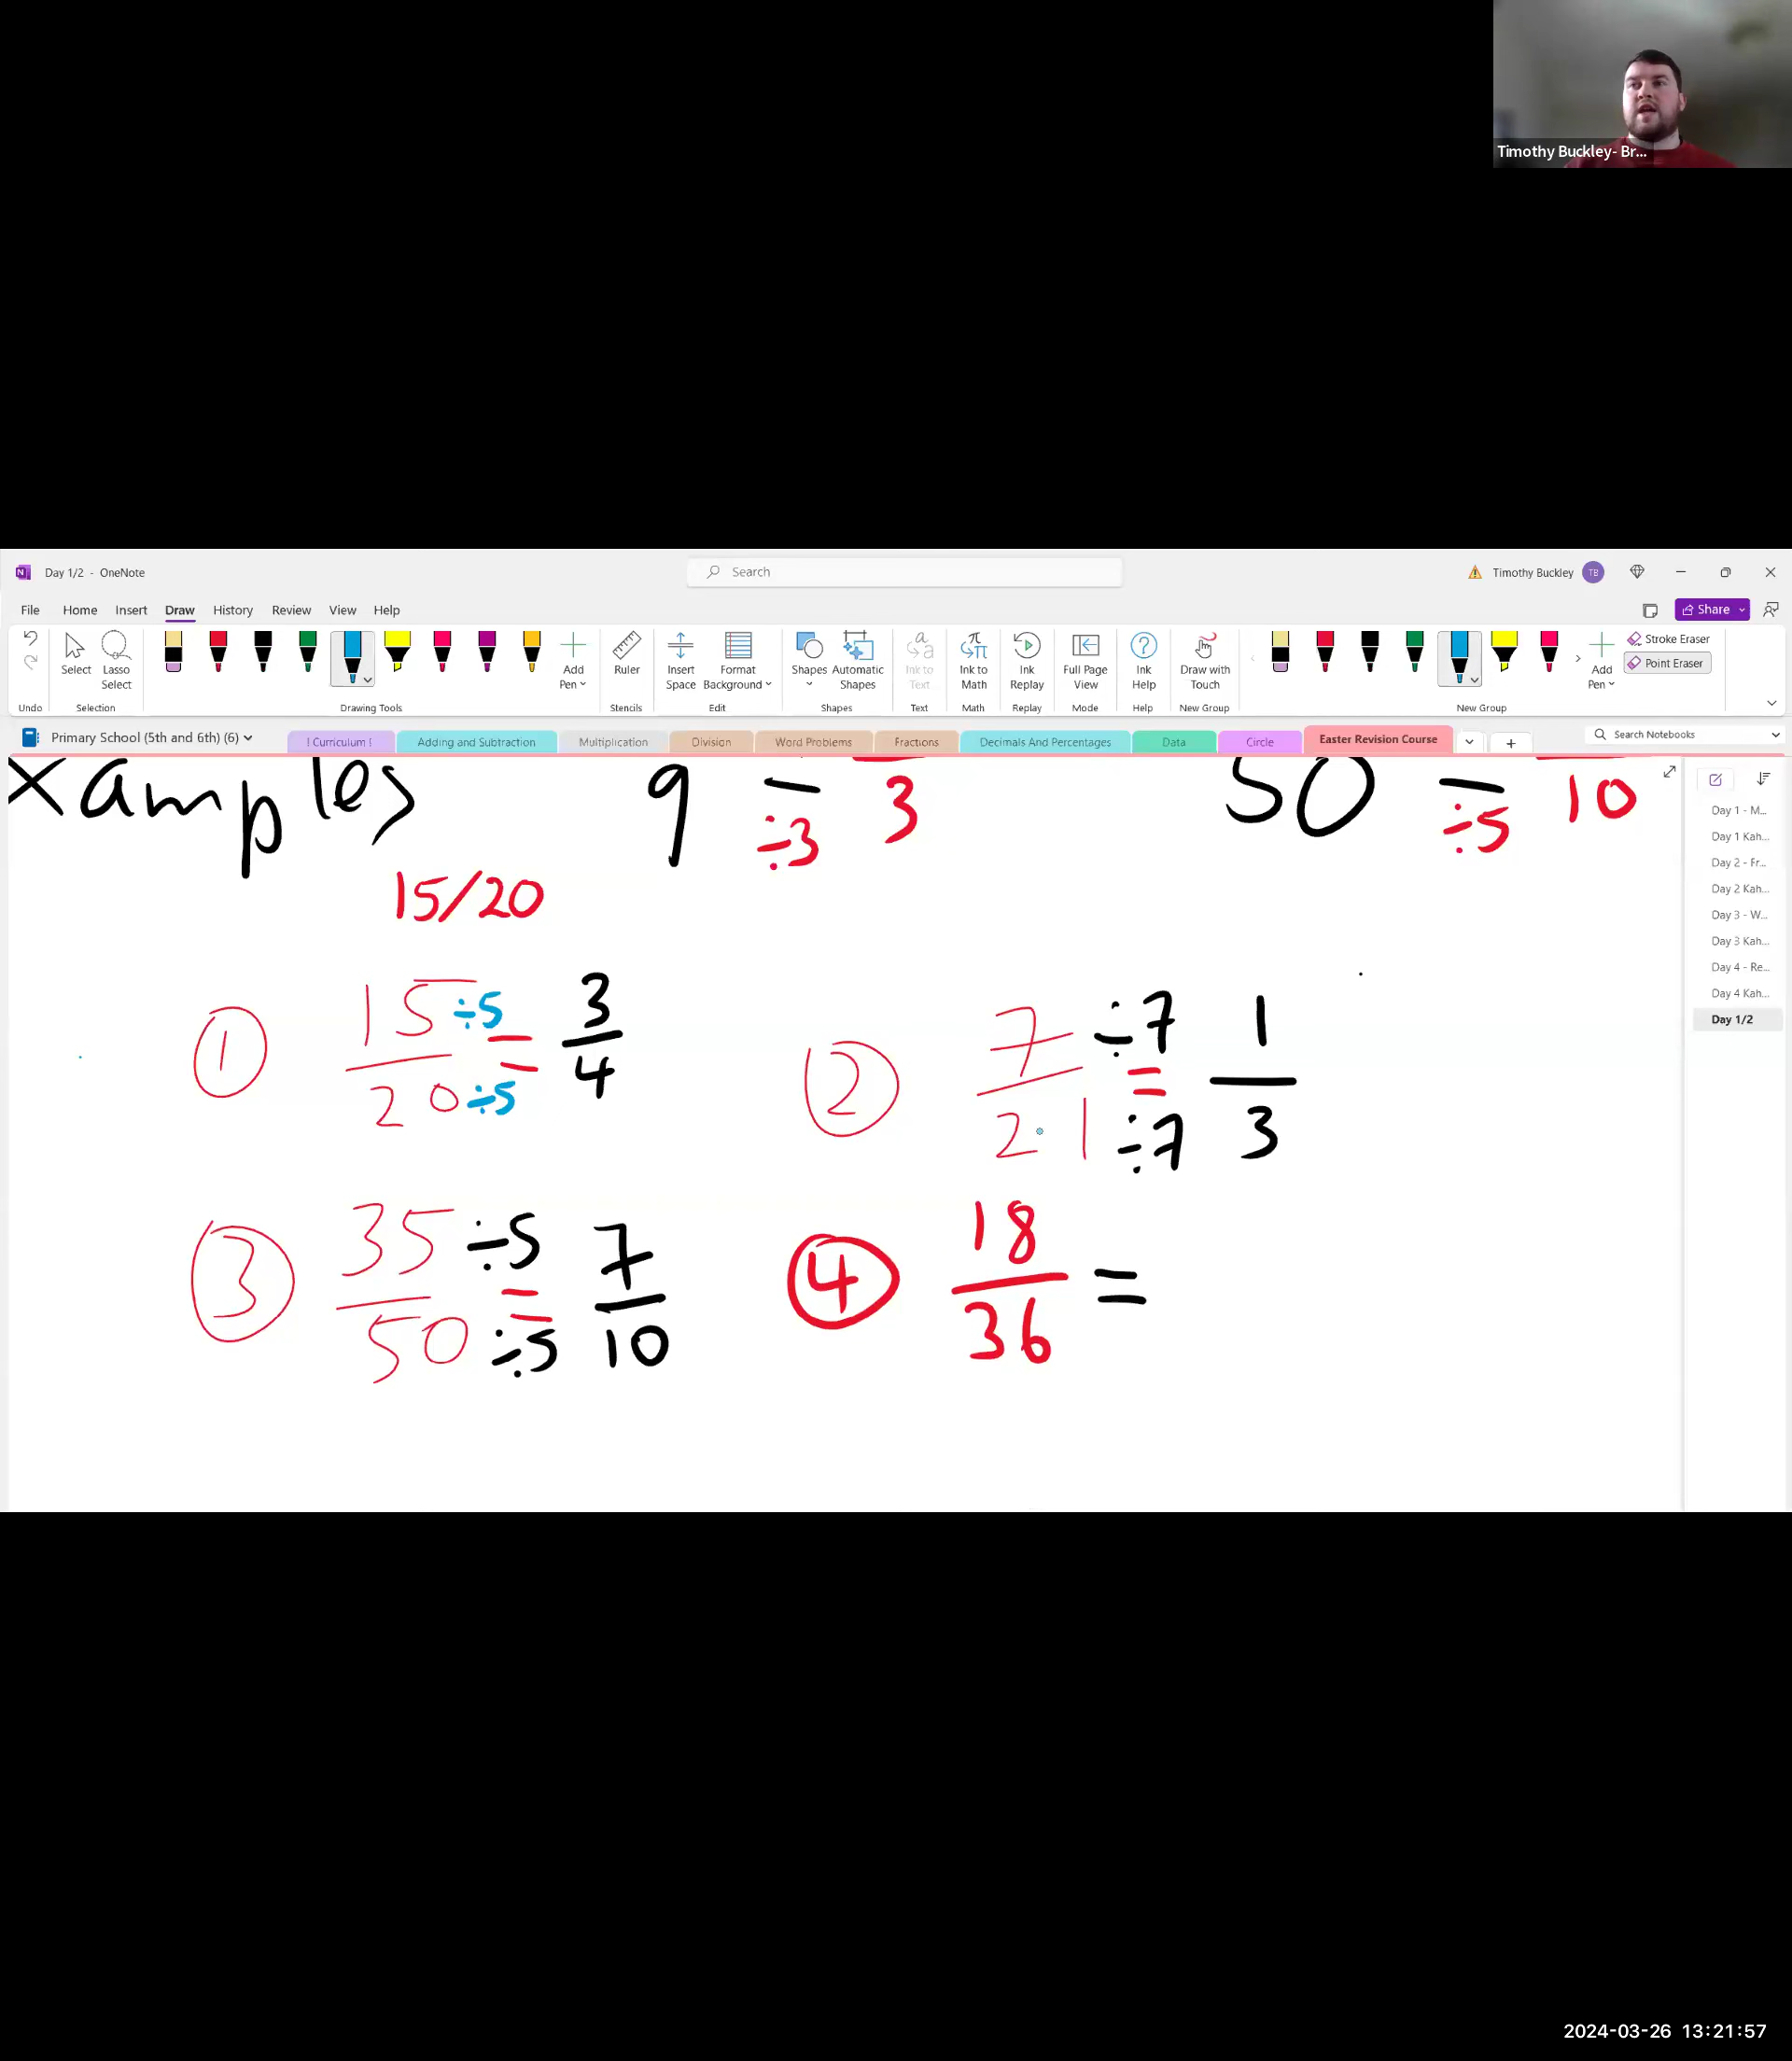 Timothy Buckley- Br...
Day 1/2 - OneNote
Search
Timothy Buckley TB
File Home Insert Draw History Review View Help
Share
Undo
Select
Lasso Select
Selection
Drawing Tools
Add Pen
Ruler
Stencils
Insert Space
Format Background
Edit
Shapes
Automatic Shapes
Shapes
Ink to Text
Text
Ink to Math
Math
Ink Replay
Replay
Full Page View
Mode
Ink Help
Help
Draw with Touch
New Group
Add Pen
Stroke Eraser
Point Eraser
New Group
Primary School (5th and 6th) (6)
! Curriculum !
Adding and Subtraction
Multiplication
Division
Word Problems
Fractions
Decimals And Percentages
Data
Circle
Easter Revision Course
Search Notebooks
xamples
9 ÷3 3
50 ÷5 10
15/20
1 15/20 ÷5 = ÷5 3/4
2 7/21 ÷7 = ÷7 1/3
3 35/50 ÷5 = ÷5 7/10
4 18/36 =
Day 1 - M...
Day 1 Kah...
Day 2 - Fr...
Day 2 Kah...
Day 3 - W...
Day 3 Kah...
Day 4 - Re...
Day 4 Kah...
Day 1/2
2024-03-26 13:21:57